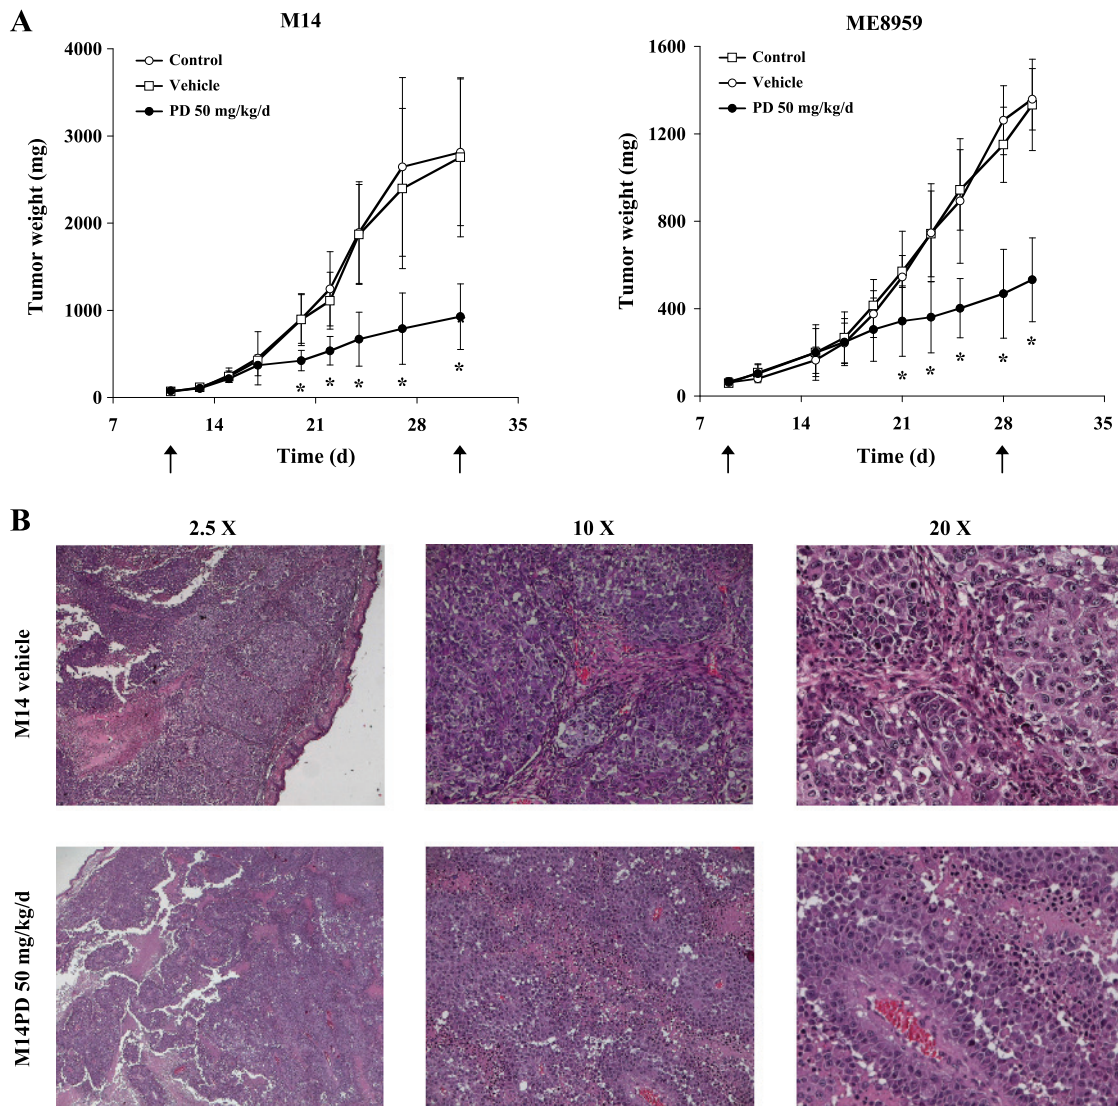 A
M14
4000
3000
2000
1000
0
Tumor weight (mg)
Control
Vehicle
PD 50 mg/kg/d
* * * * *
*
7 14 21 28 35
Time (d)
ME8959
1600
1200
800
400
0
Tumor weight (mg)
Control
Vehicle
PD 50 mg/kg/d
* * * * *
7 14 21 28 35
Time (d)
B
2.5 X 10 X 20 X
M14 vehicle
M14PD 50 mg/kg/d